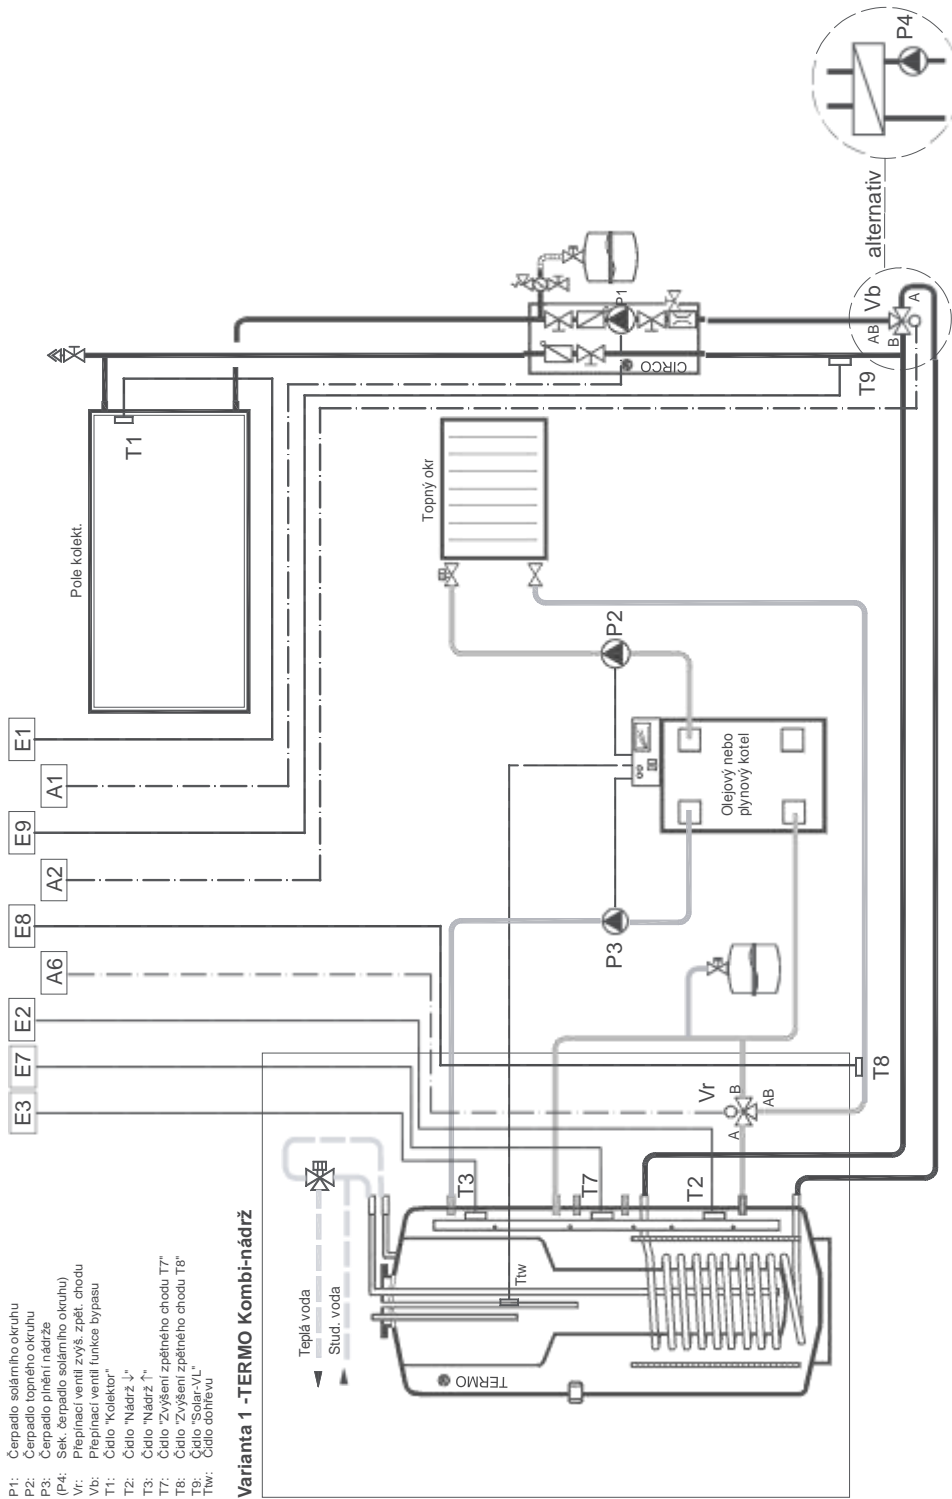 P1: Čerpadlo solárního okruhu
P2: Čerpadlo topného okruhu
P3: Čerpadlo plnění nádrže
(P4: Sek. čerpadlo solárního okruhu)
Vr: Přepínací ventil zvýš. zpět. chodu
Vb: Přepínací ventil funkce bypasu
T1: Čidlo "Kolektor"
T2: Čidlo "Nádrž ↓"
T3: Čidlo "Nádrž ↑"
T7: Čidlo "Zvýšení zpětného chodu T7"
T8: Čidlo "Zvýšení zpětného chodu T8"
T9: Čidlo "Solar-VL"
Ttw: Čidlo dohřevu
Varianta 1 -TERMO Kombi-nádrž
E3
E7
E2
A6
E8
A2
E9
A1
E1
Pole kolekt.
T1
Teplá voda
Stud. voda
TERMO
Ttw
T3
T7
T2
Vr
A
B
AB
T8
P3
P2
Olejový nebo
plynový kotel
Topný okr
CIRCO
P1
T9
Vb
AB
B
A
alternativ
P4